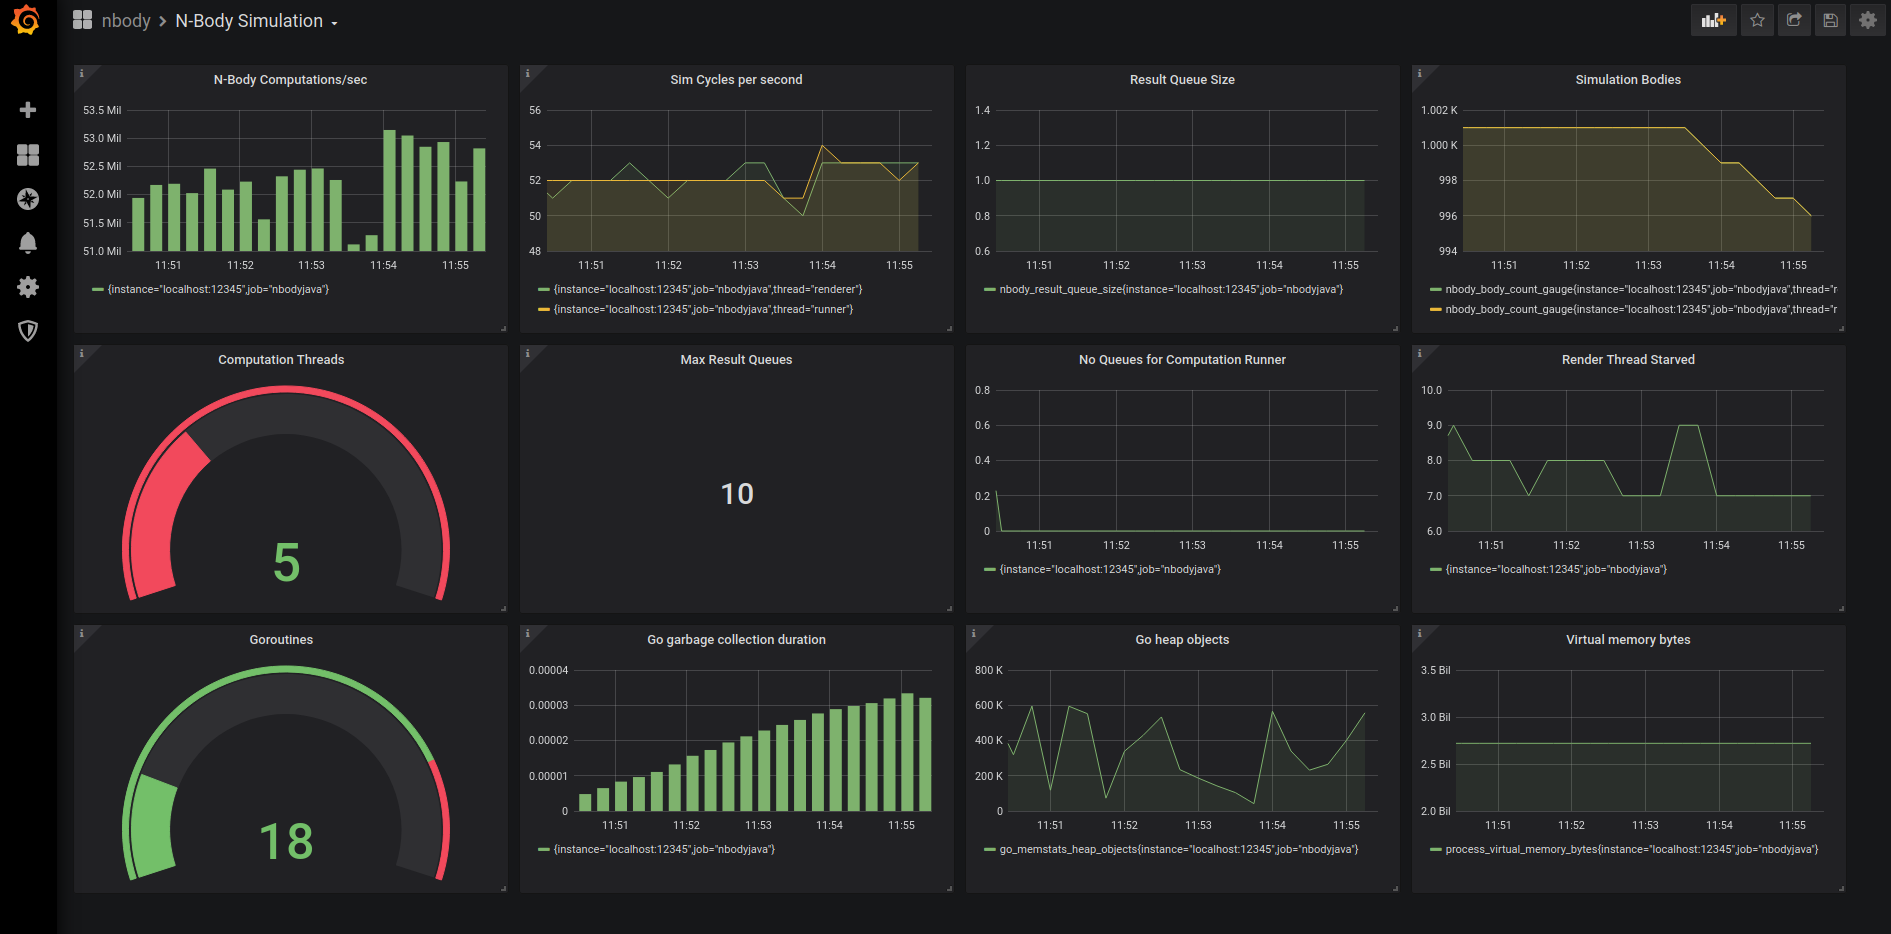 nbody > N-Body Simulation
N-Body Computations/sec
53.5 Mil
53.0 Mil
52.5 Mil
52.0 Mil
51.5 Mil
51.0 Mil
11:51 11:52 11:53 11:54 11:55
{instance="localhost:12345",job="nbodyjava"}
Sim Cycles per second
56
54
52
50
48
11:51 11:52 11:53 11:54 11:55
{instance="localhost:12345",job="nbodyjava",thread="renderer"}
{instance="localhost:12345",job="nbodyjava",thread="runner"}
Result Queue Size
1.4
1.2
1.0
0.8
0.6
11:51 11:52 11:53 11:54 11:55
nbody_result_queue_size{instance="localhost:12345",job="nbodyjava"}
Simulation Bodies
1.002 K
1.000 K
998
996
994
11:51 11:52 11:53 11:54 11:55
nbody_body_count_gauge{instance="localhost:12345",job="nbodyjava",thread="r
nbody_body_count_gauge{instance="localhost:12345",job="nbodyjava",thread="r
Computation Threads
5
Max Result Queues
10
No Queues for Computation Runner
0.8
0.6
0.4
0.2
0
11:51 11:52 11:53 11:54 11:55
{instance="localhost:12345",job="nbodyjava"}
Render Thread Starved
10.0
9.0
8.0
7.0
6.0
11:51 11:52 11:53 11:54 11:55
{instance="localhost:12345",job="nbodyjava"}
Goroutines
18
Go garbage collection duration
0.00004
0.00003
0.00002
0.00001
0
11:51 11:52 11:53 11:54 11:55
{instance="localhost:12345",job="nbodyjava"}
Go heap objects
800 K
600 K
400 K
200 K
0
11:51 11:52 11:53 11:54 11:55
go_memstats_heap_objects{instance="localhost:12345",job="nbodyjava"}
Virtual memory bytes
3.5 Bil
3.0 Bil
2.5 Bil
2.0 Bil
11:51 11:52 11:53 11:54 11:55
process_virtual_memory_bytes{instance="localhost:12345",job="nbodyjava"}